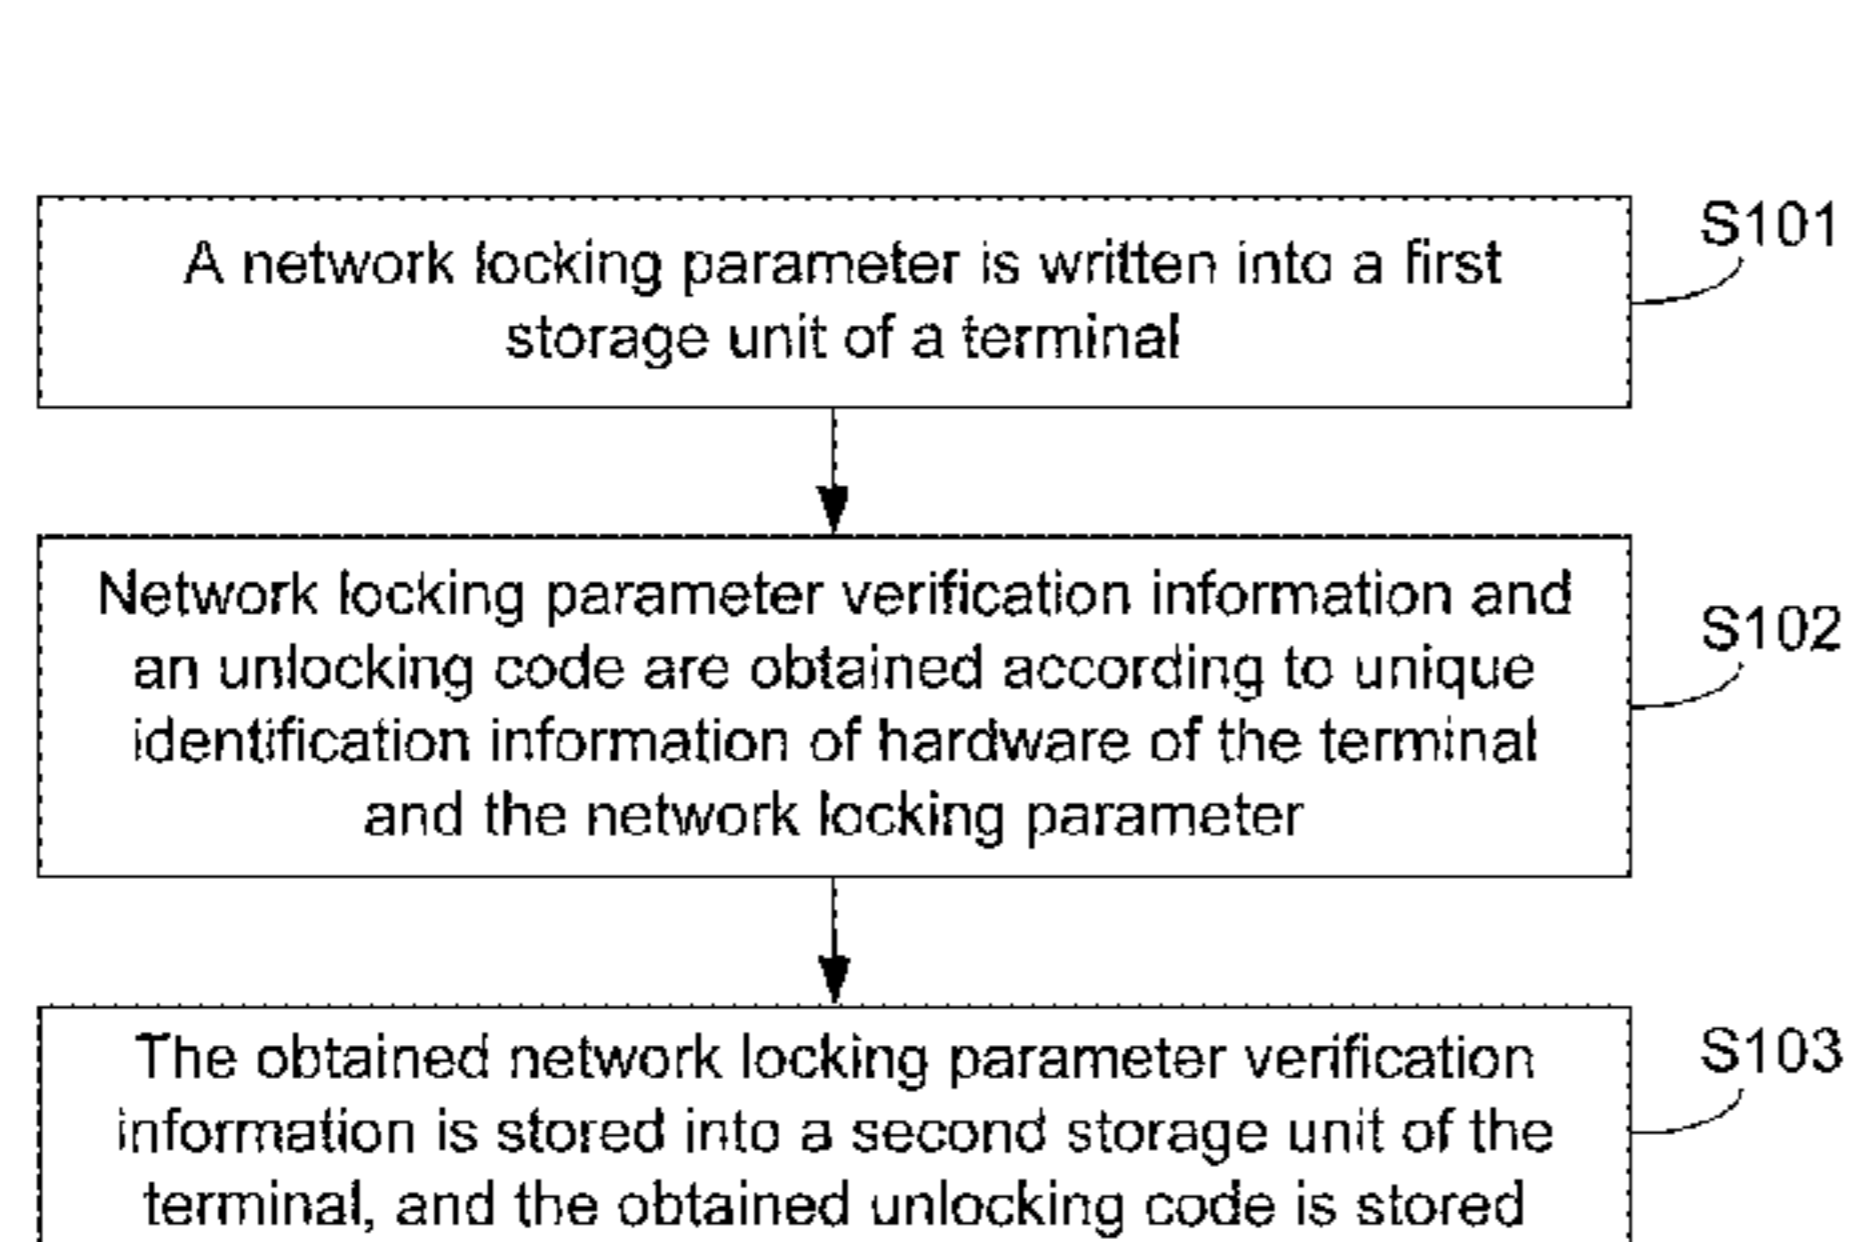 S101
A network locking parameter is written into a first
storage unit of a terminal
Network locking parameter verification information and
S102
an unlocking code are obtained according to unique
identification information of hardware of the terminal
and the network locking parameter
S103
The obtained network locking parameter verification
information is stored into a second storage unit of the
terminal, and the obtained unlocking code is stored